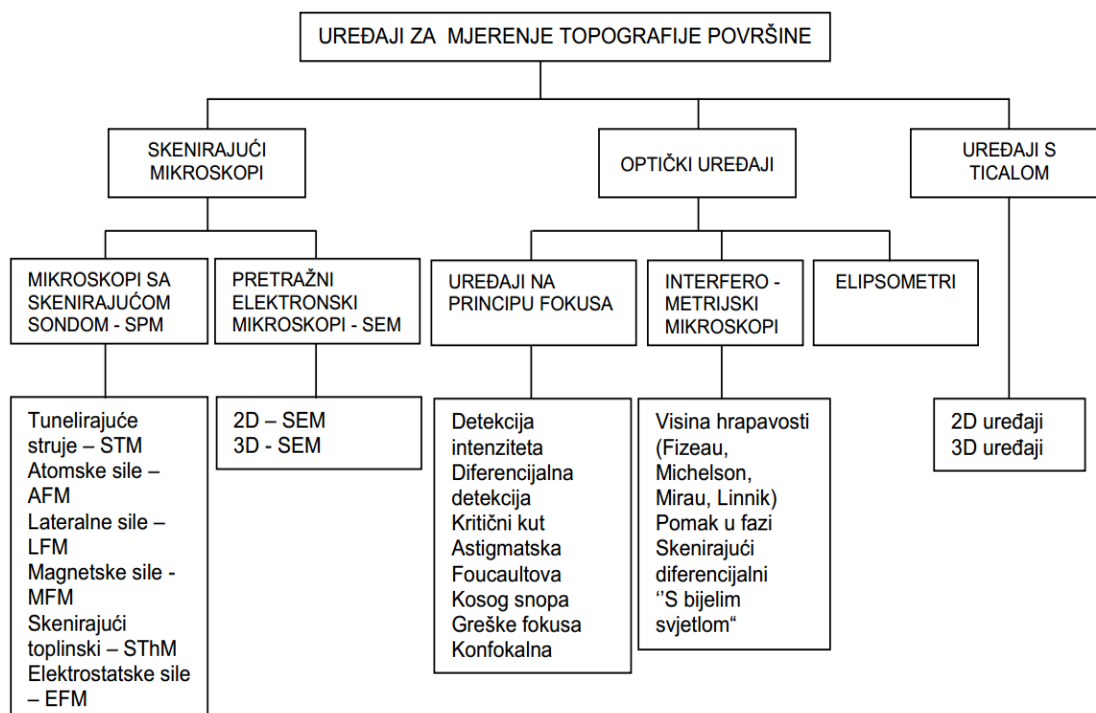 UREĐAJI ZA MJERENJE TOPOGRAFIJE POVRŠINE
SKENIRAJUĆI
MIKROSKOPI
OPTIČKI UREĐAJI
UREĐAJI S
TICALOM
MIKROSKOPI SA
SKENIRAJUĆOM
SONDOM - SPM
PRETRAŽNI
ELEKTRONSKI
MIKROSKOPI - SEM
UREĐAJI NA
PRINCIPU FOKUSA
INTERFERO -
METRIJSKI
MIKROSKOPI
ELIPSOMETRI
Tunelirajuće
struje – STM
Atomske sile –
AFM
Lateralne sile –
LFM
Magnetske sile -
MFM
Skenirajući
toplinski – SThM
Elektrostatske sile
– EFM
2D – SEM
3D - SEM
Detekcija
intenziteta
Diferencijalna
detekcija
Kritični kut
Astigmatska
Foucaultova
Kosog snopa
Greške fokusa
Konfokalna
Visina hrapavosti
(Fizeau,
Michelson,
Mirau, Linnik)
Pomak u fazi
Skenirajući
diferencijalni
‘’S bijelim
svjetlom“
2D uređaji
3D uređaji